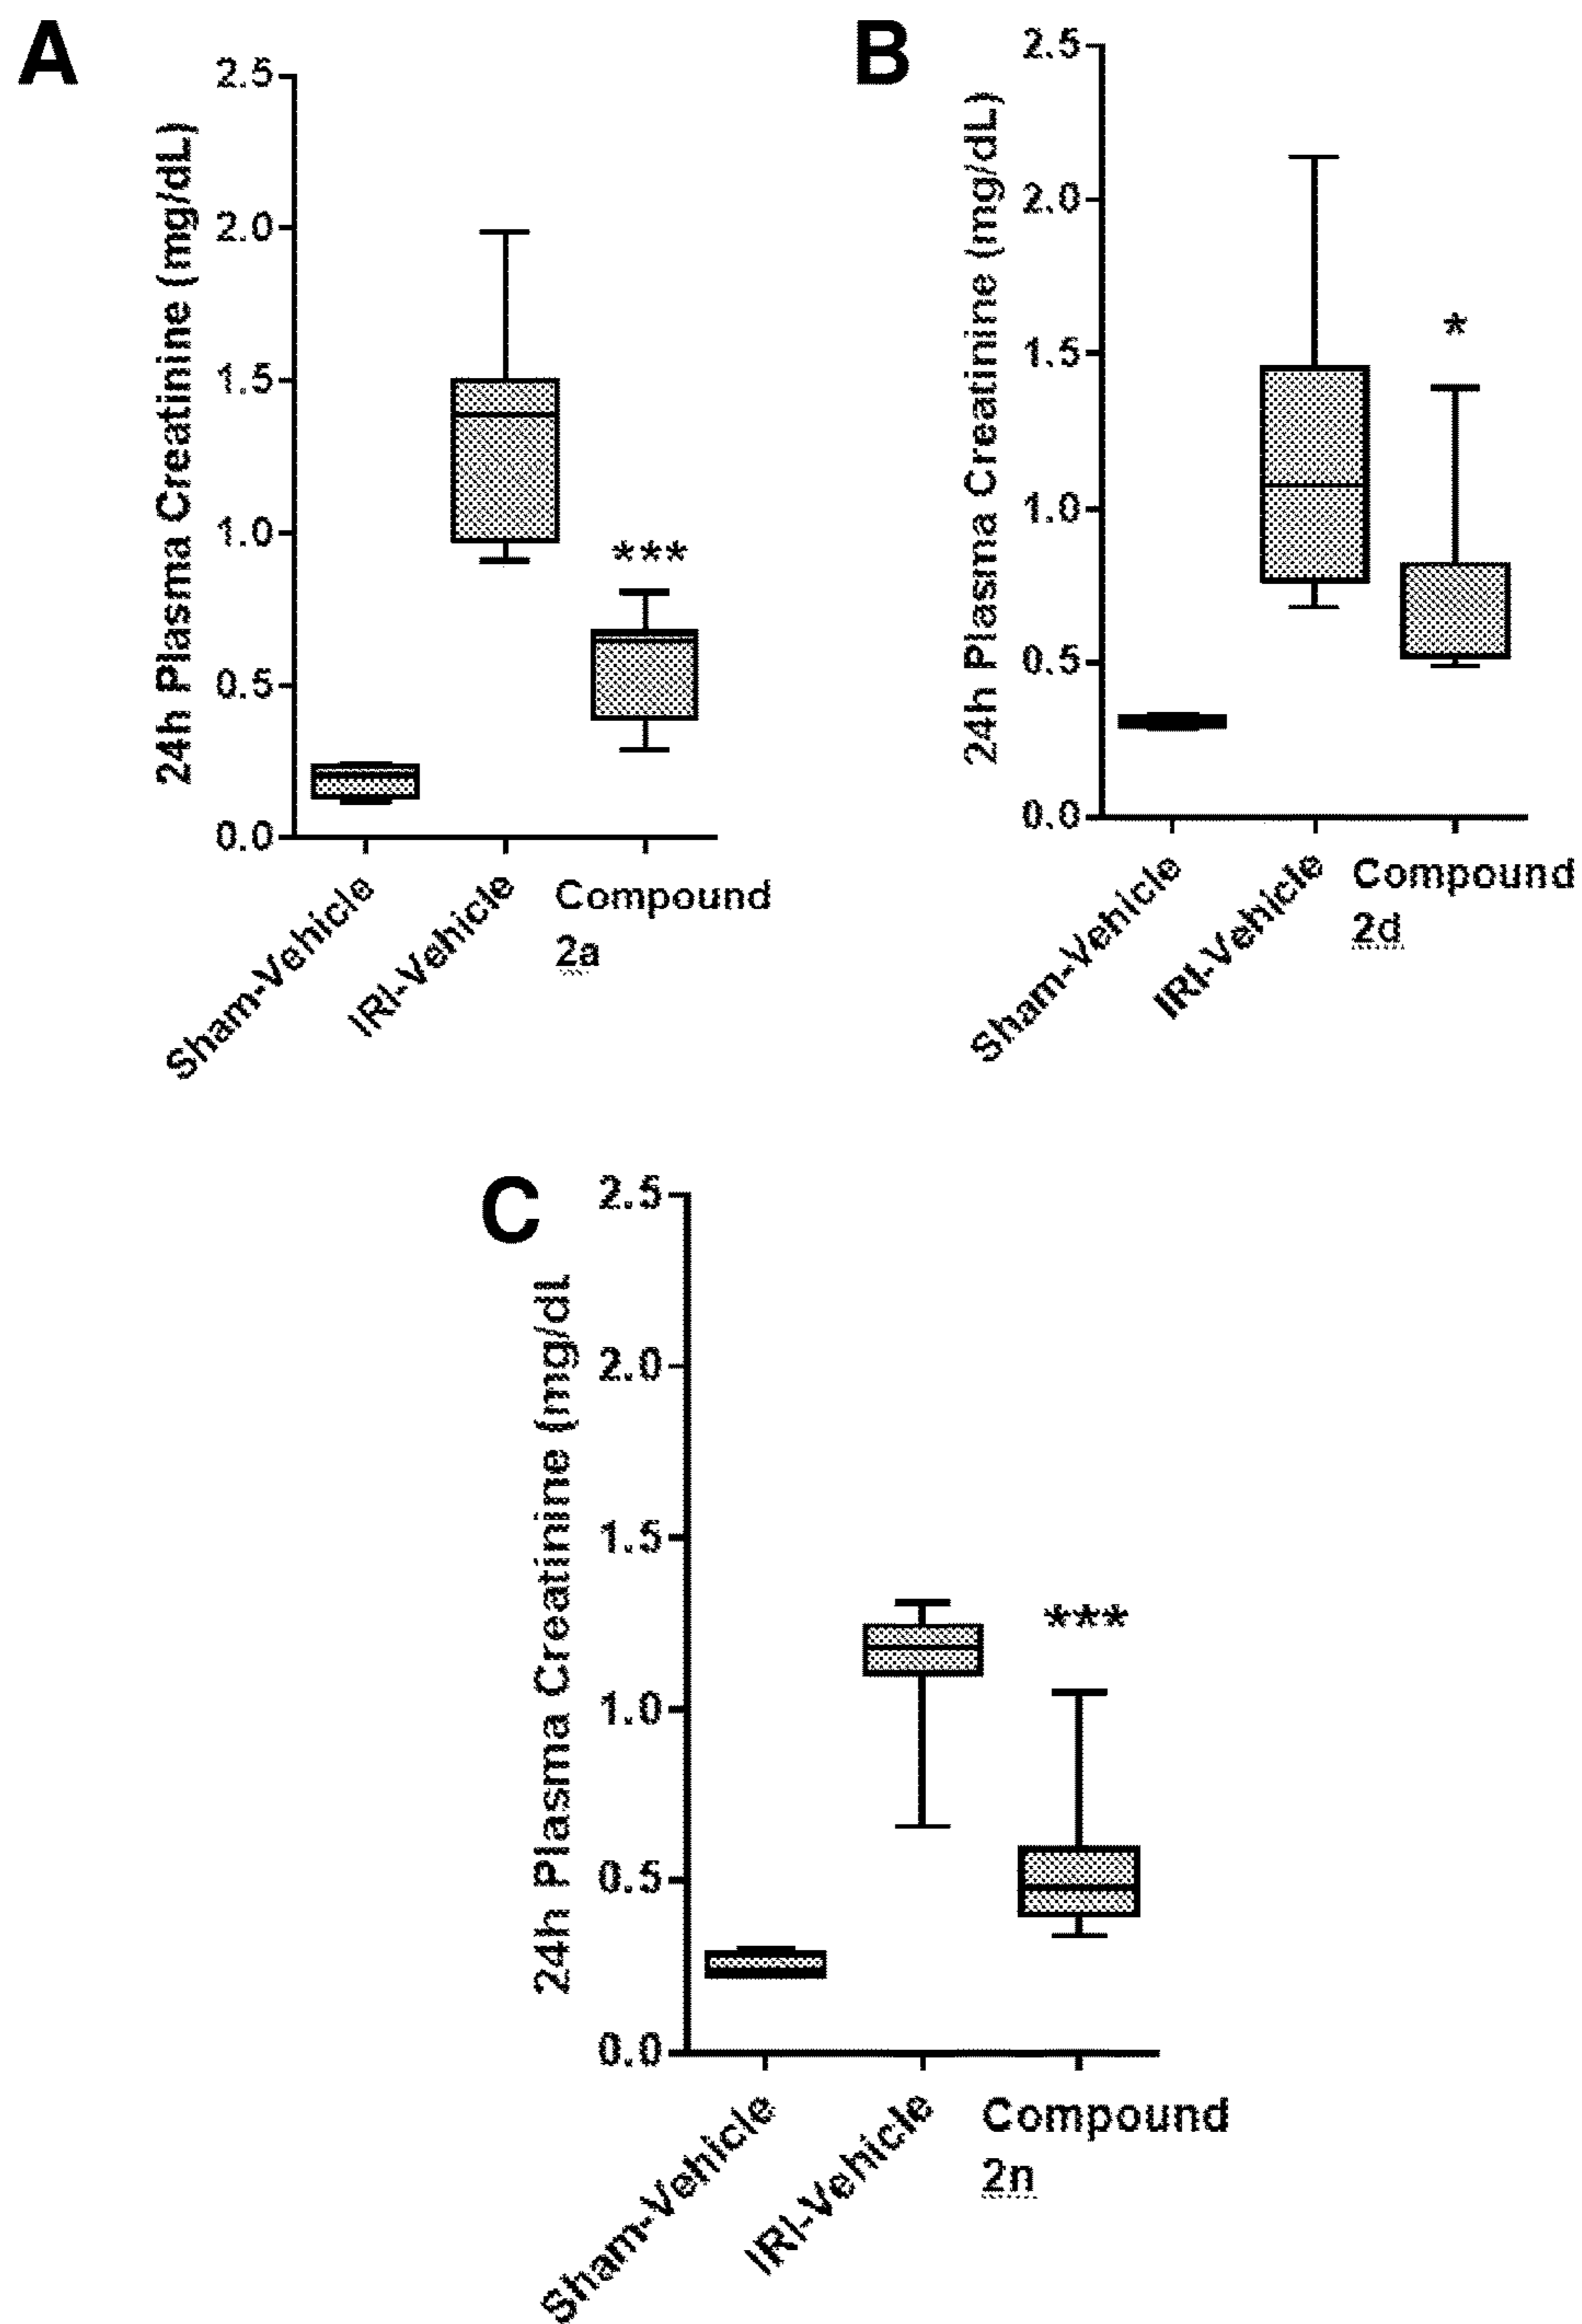 A
24h Plasma Creatinine (mg/dL)
2.5
2.0
1.5
1.0
0.5
0.0
***
Sham-Vehicle
IRI-Vehicle
Compound
2a
B
24h Plasma Creatinine (mg/dL)
2.5
2.0
1.5
1.0
0.5
0.0
*
Sham-Vehicle
IRI-Vehicle
Compound
2d
C
24h Plasma Creatinine (mg/dL
2.5
2.0
1.5
1.0
0.5
0.0
***
Sham-Vehicle
IRI-Vehicle
Compound
2n